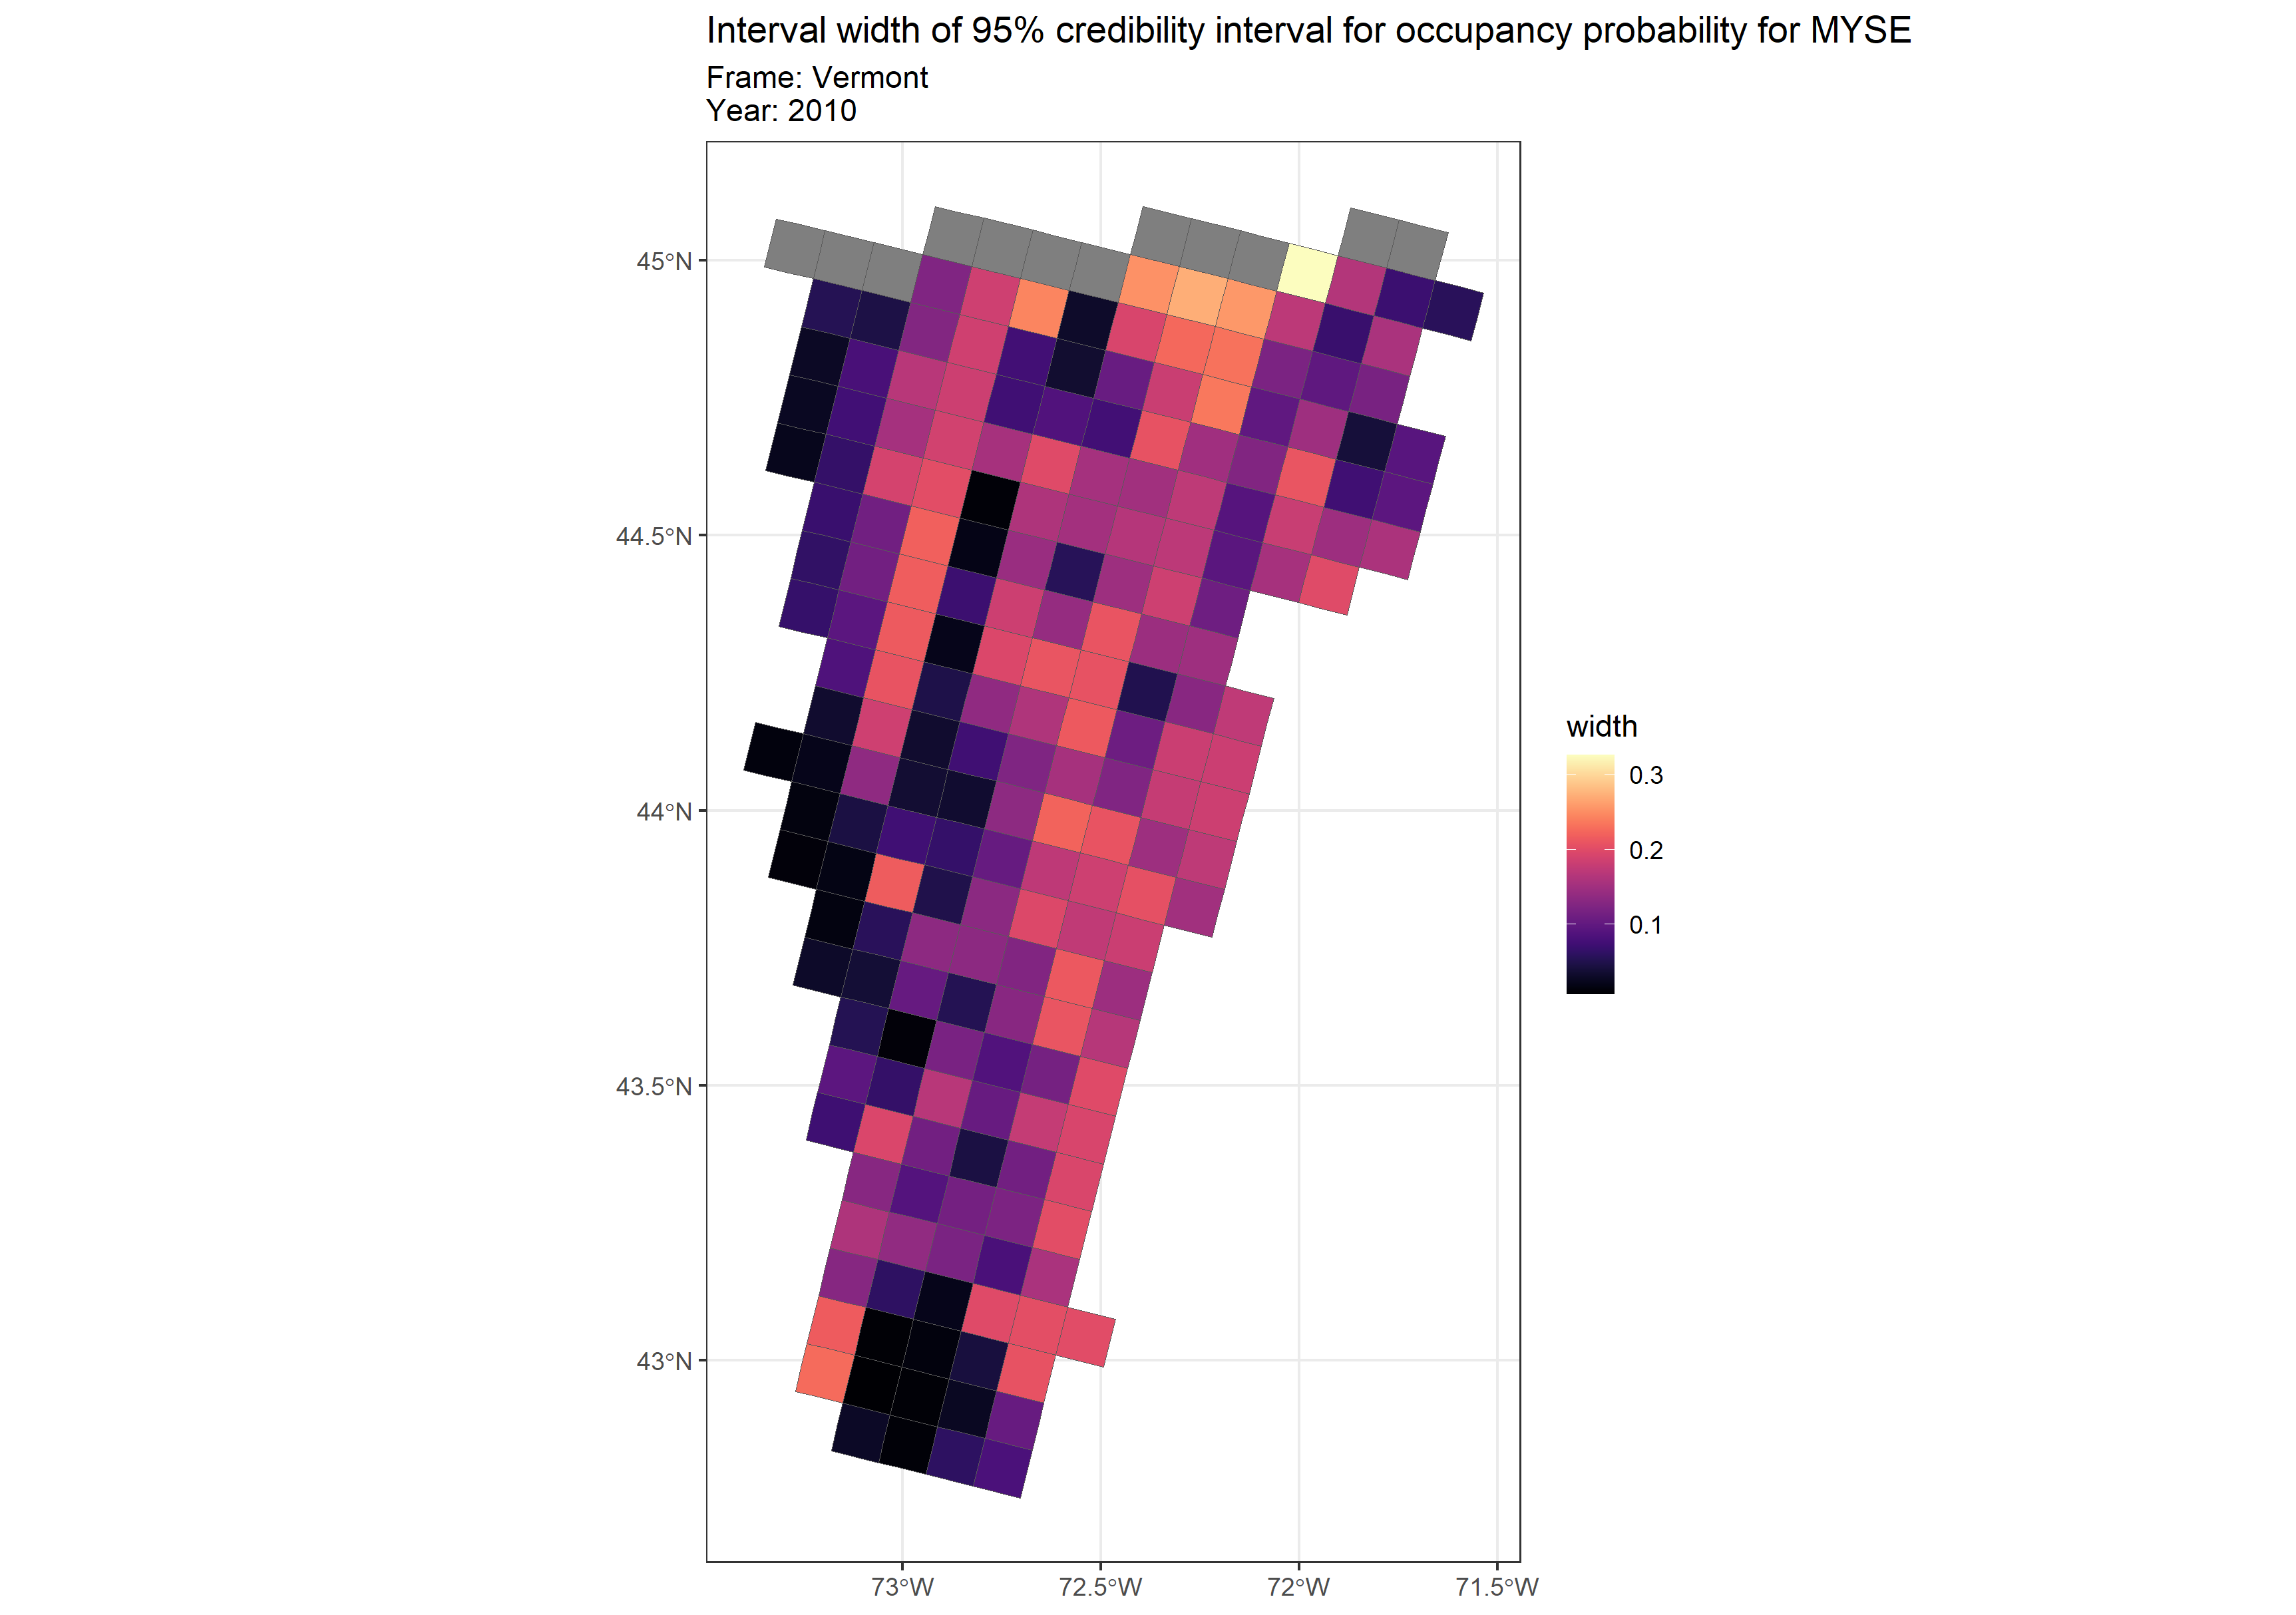 Interval width of 95% credibility interval for occupancy probability for MYSE
Frame: Vermont
Year: 2010
45°N
44.5°N
44°N
43.5°N
43°N
73°W
72.5°W
72°W
71.5°W
width
0.3
0.2
0.1